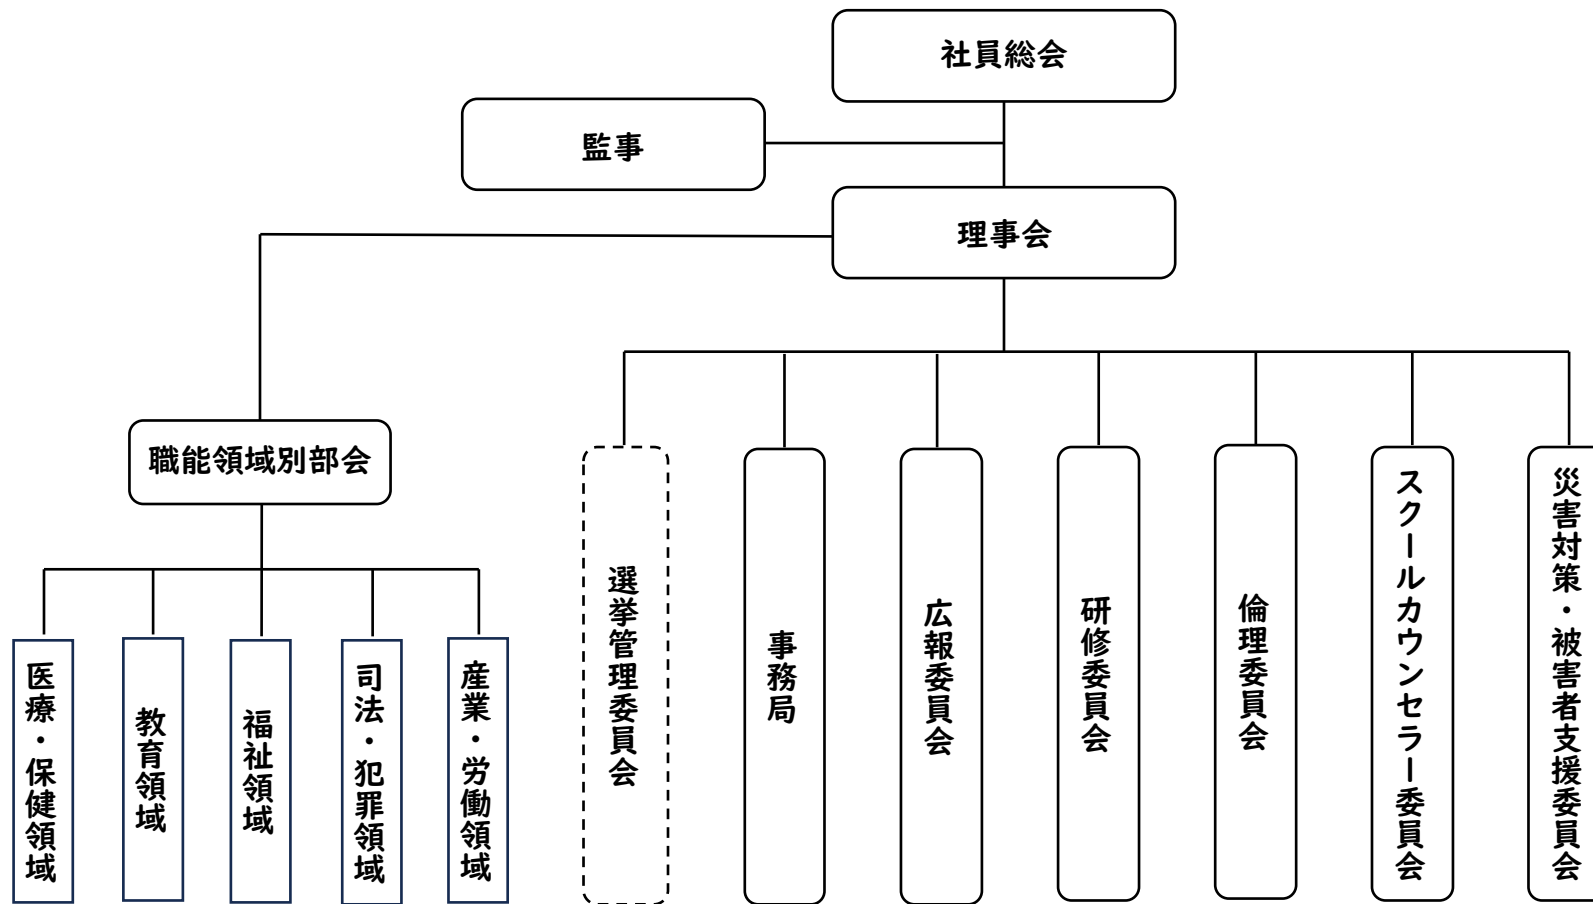 社員総会
監事
理事会
職能領域別部会
医療・保健領域
教育領域
福祉領域
司法・犯罪領域
産業・労働領域
選挙管理委員会
事務局
広報委員会
研修委員会
倫理委員会
スクールカウンセラー委員会
災害対策・被害者支援委員会